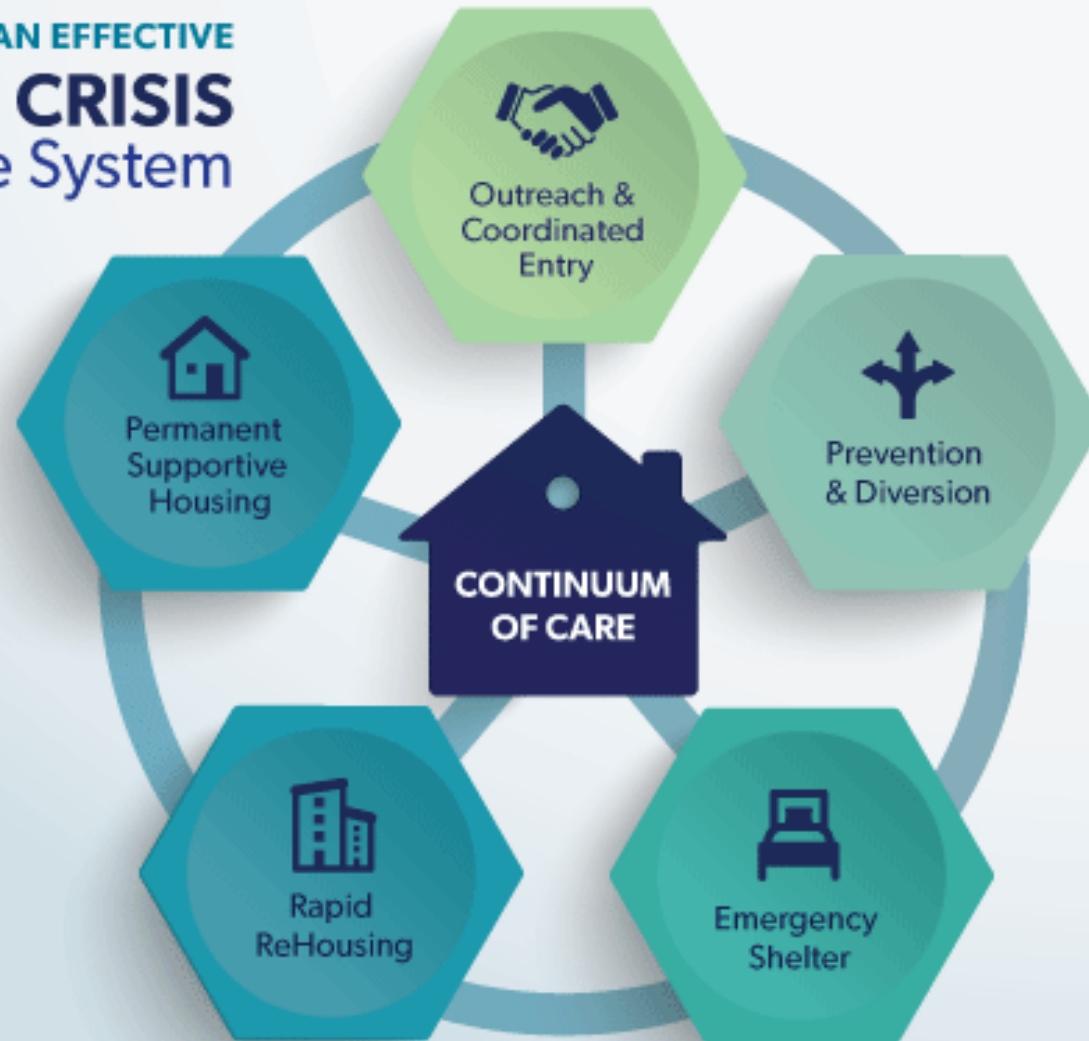 AN EFFECTIVE
CRISIS
e System
Outreach &
Coordinated
Entry
Prevention
& Diversion
Emergency
Shelter
Rapid
ReHousing
Permanent
Supportive
Housing
CONTINUUM
OF CARE